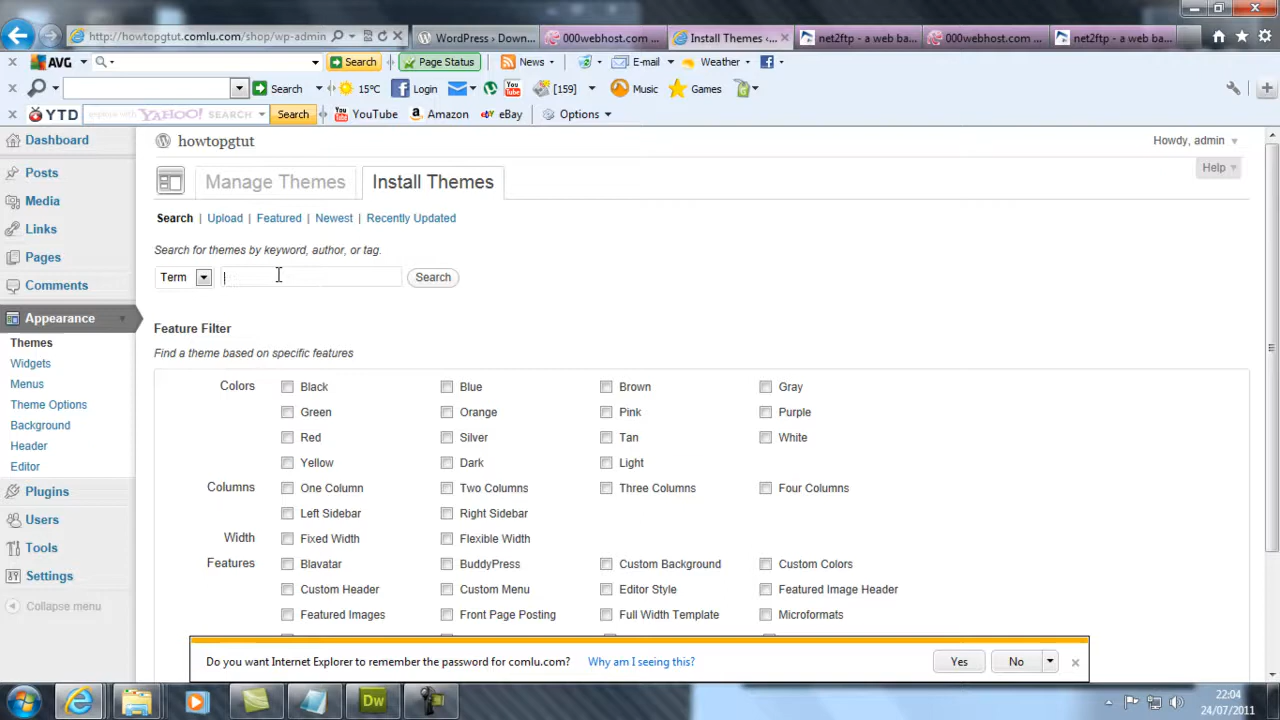 http://howtopgtut.comlu.com/shop/wp-admin
WordPress › Down...
000webhost.com ...
Install Themes ‹...
net2ftp - a web ba...
000webhost.com ...
net2ftp - a web ba...
AVG
Search
Page Status
News
E-mail
Weather
Search
15°C
Login
You Tube
[159]
Music
Games
YTD
explore with YAHOO! SEARCH
Search
YouTube
Amazon
eBay
Options
Dashboard
Posts
Media
Links
Pages
Comments
Appearance
Themes
Widgets
Menus
Theme Options
Background
Header
Editor
Plugins
Users
Tools
Settings
Collapse menu
howtopgtut
Howdy, admin
Help
Manage Themes
Install Themes
Search | Upload | Featured | Newest | Recently Updated
Search for themes by keyword, author, or tag.
Term
Search
Feature Filter
Find a theme based on specific features
Colors Black Blue Brown Gray
Green Orange Pink Purple
Red Silver Tan White
Yellow Dark Light
Columns One Column Two Columns Three Columns Four Columns
Left Sidebar Right Sidebar
Width Fixed Width Flexible Width
Features Blavatar BuddyPress Custom Background Custom Colors
Custom Header Custom Menu Editor Style Featured Image Header
Featured Images Front Page Posting Full Width Template Microformats
Do you want Internet Explorer to remember the password for comlu.com? Why am I seeing this? Yes No
Dw
22:04
24/07/2011